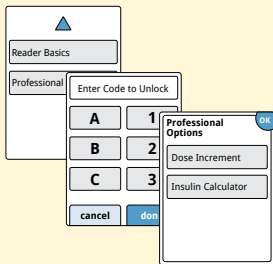 Reader Basics
Professional
Enter Code to Unlock
A 1
B 2
C 3
cancel don
Professional
Options
OK
Dose Increment
Insulin Calculator